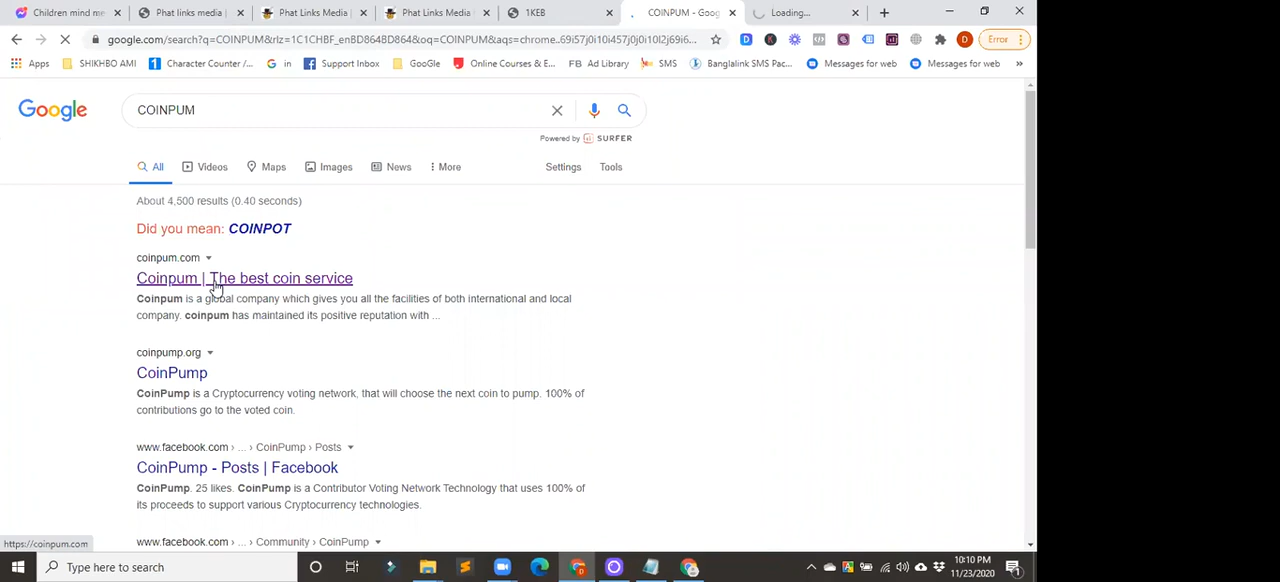 Children mind me
Phat links media |
Phat Links Media |
Phat Links Media -
1KEB
COINPUM - Goog
Loading...
google.com/search?q=COINPUM&rlz=1C1CHBF_enBD864BD864&oq=COINPUM&aqs=chrome..69i57j0i10i457j0j0i10l2j69i6...
Error
Apps
SHIKHBO AMI
Character Counter /...
in
Support Inbox
GooGle
Online Courses & E...
FB Ad Library
SMS
Banglalink SMS Pac...
Messages for web
Messages for web
»
Google
COINPUM
Powered by SURFER
All
Videos
Maps
Images
News
More
Settings
Tools
About 4,500 results (0.40 seconds)
Did you mean: COINPOT
coinpum.com
Coinpum | The best coin service
Coinpum is a global company which gives you all the facilities of both international and local
company. coinpum has maintained its positive reputation with ...
coinpump.org
CoinPump
CoinPump is a Cryptocurrency voting network, that will choose the next coin to pump. 100% of
contributions go to the voted coin.
www.facebook.com › ... › CoinPump › Posts
CoinPump - Posts | Facebook
CoinPump. 25 likes. CoinPump is a Contributor Voting Network Technology that uses 100% of
its proceeds to support various Cryptocurrency technologies.
www.facebook.com › ... › Community › CoinPump
https://coinpum.com
Type here to search
10:10 PM
11/23/2020